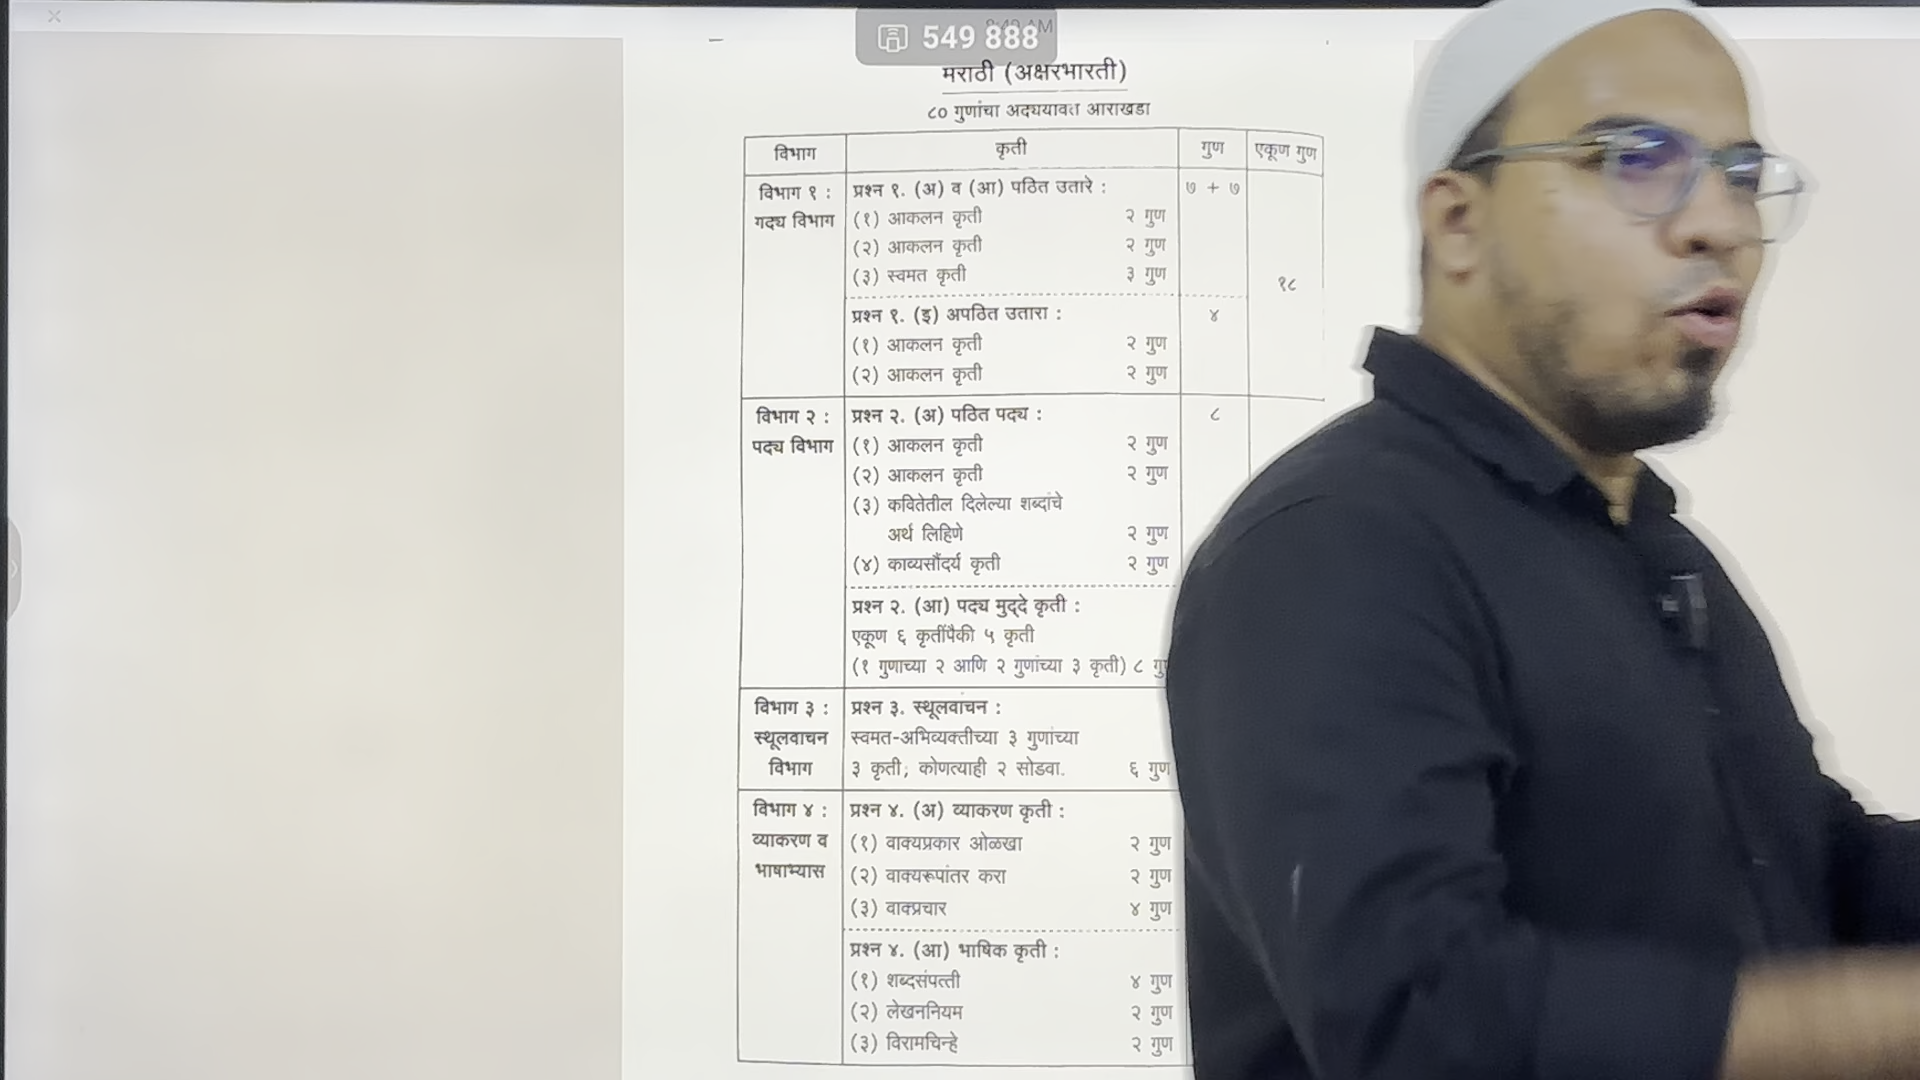 549 888
मराठी (अक्षरभारती)
८० गुणांचा अद्ययावत आराखडा
विभाग कृती गुण एकूण गुण
विभाग १ : प्रश्न १. (अ) व (आ) पठित उतारे : ७ + ७
गद्य विभाग (१) आकलन कृती २ गुण
(२) आकलन कृती २ गुण
(३) स्वमत कृती ३ गुण
१८
प्रश्न १. (इ) अपठित उतारा : ४
(१) आकलन कृती २ गुण
(२) आकलन कृती २ गुण
विभाग २ : प्रश्न २. (अ) पठित पद्य : ८
पद्य विभाग (१) आकलन कृती २ गुण
(२) आकलन कृती २ गुण
(३) कवितेतील दिलेल्या शब्दांचे
अर्थ लिहिणे २ गुण
(४) काव्यसौंदर्य कृती २ गुण
प्रश्न २. (आ) पद्य मुद्दे कृती :
एकूण ६ कृतींपैकी ५ कृती
(१ गुणाच्या २ आणि २ गुणांच्या ३ कृती) ८
विभाग ३ : प्रश्न ३. स्थूलवाचन :
स्थूलवाचन स्वमत-अभिव्यक्तीच्या ३ गुणांच्या
विभाग ३ कृती; कोणत्याही २ सोडवा. ६ गुण
विभाग ४ : प्रश्न ४. (अ) व्याकरण कृती :
व्याकरण व (१) वाक्यप्रकार ओळखा २ गुण
भाषाभ्यास (२) वाक्यरूपांतर करा २ गुण
(३) वाक्प्रचार ४ गुण
प्रश्न ४. (आ) भाषिक कृती :
(१) शब्दसंपत्ती ४ गुण
(२) लेखननियम २ गुण
(३) विरामचिन्हे २ गुण